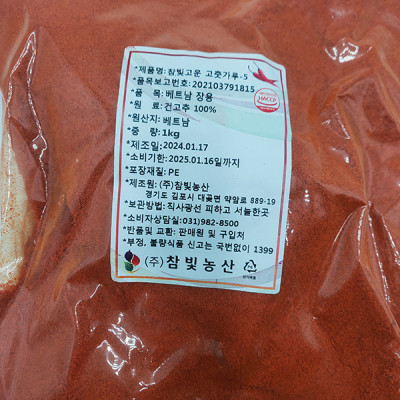 *제품명: 참빛고운 고춧가루-5
*품목보고번호: 202103791815
*품 목: 베트남 장용
HACCP
*원 료: 건고추 100%
*원산지: 베트남
*중 량: 1kg
*제조일: 2024.01.17
*소비기한: 2025.01.16일까지
*포장재질: PE
*제조원: (주)참빛농산
경기도 김포시 대곶면 약암로 889-19
*보관방법: 직사광선 피하고 서늘한곳
*소비자상담실: 031)982-8500
*반품및 교환: 판매원 및 구입처
*부정, 불량식품 신고는 국번없이 1399
(주) 참빛농산